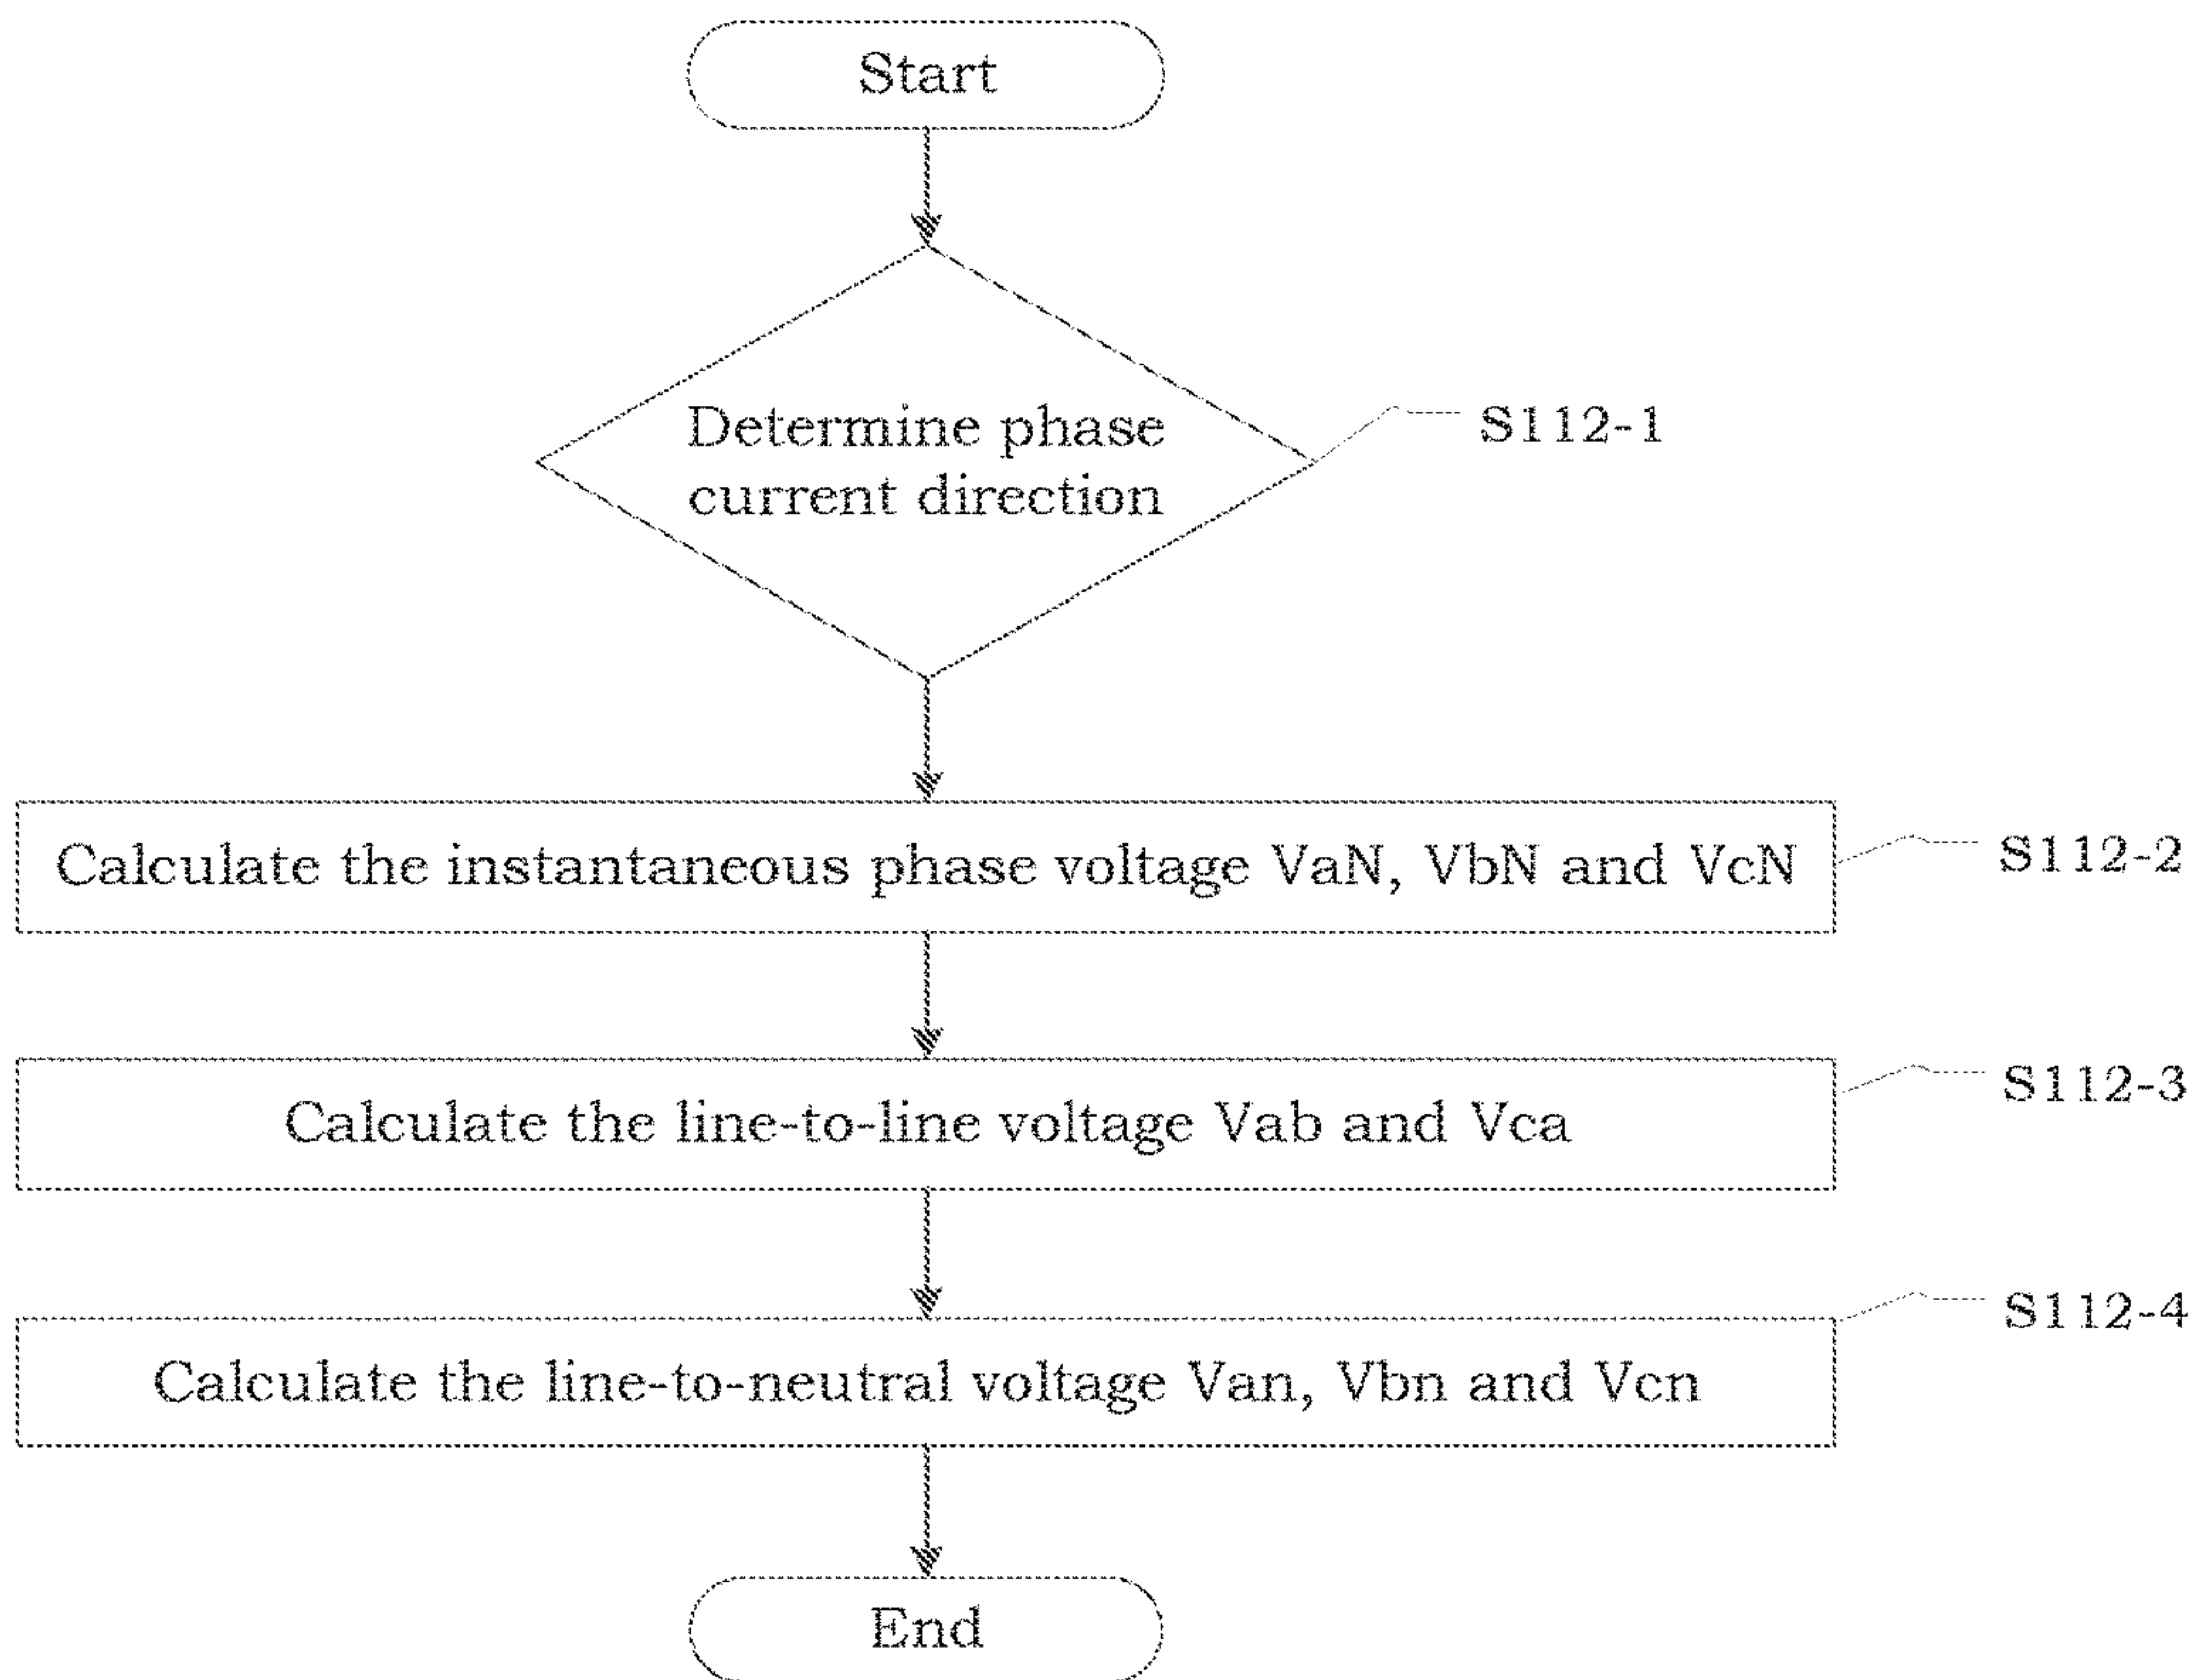 Start
Determine phase
current direction
S112-1
Calculate the instantaneous phase voltage VaN, VbN and VcN
S112-2
Calculate the line-to-line voltage Vab and Vca
S112-3
Calculate the line-to-neutral voltage Van, Vbn and Vcn
S112-4
End